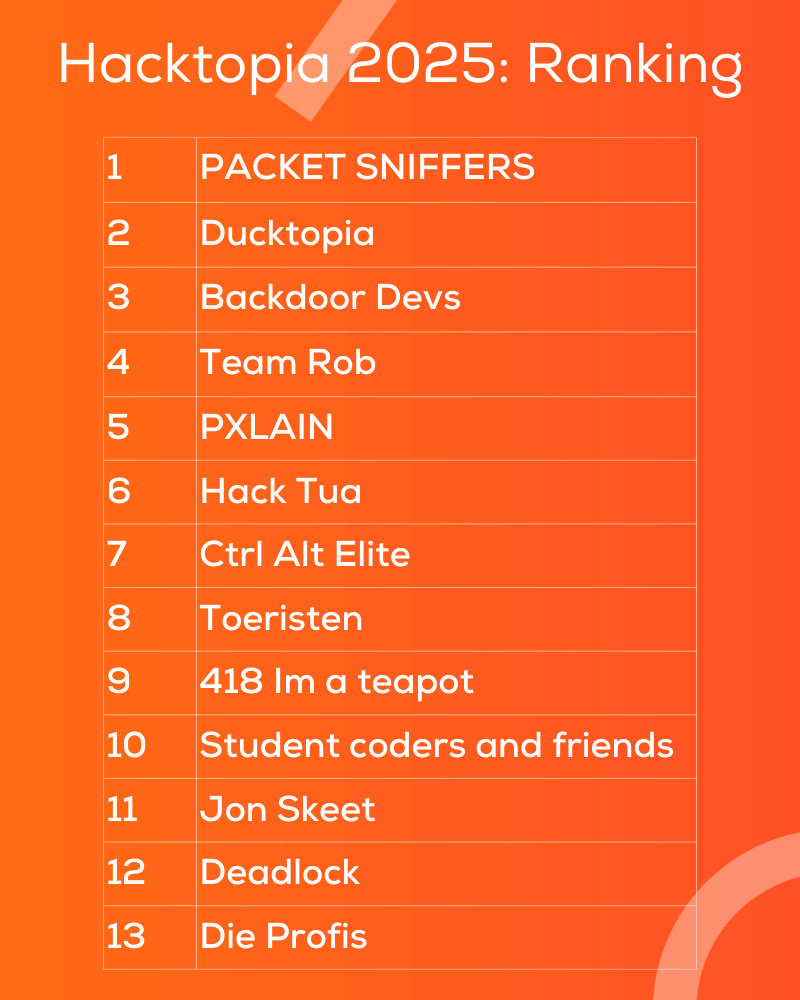 Hacktopia 2025: Ranking
1 PACKET SNIFFERS
2 Ducktopia
3 Backdoor Devs
4 Team Rob
5 PXLAIN
6 Hack Tua
7 Ctrl Alt Elite
8 Toeristen
9 418 Im a teapot
10 Student coders and friends
11 Jon Skeet
12 Deadlock
13 Die Profis